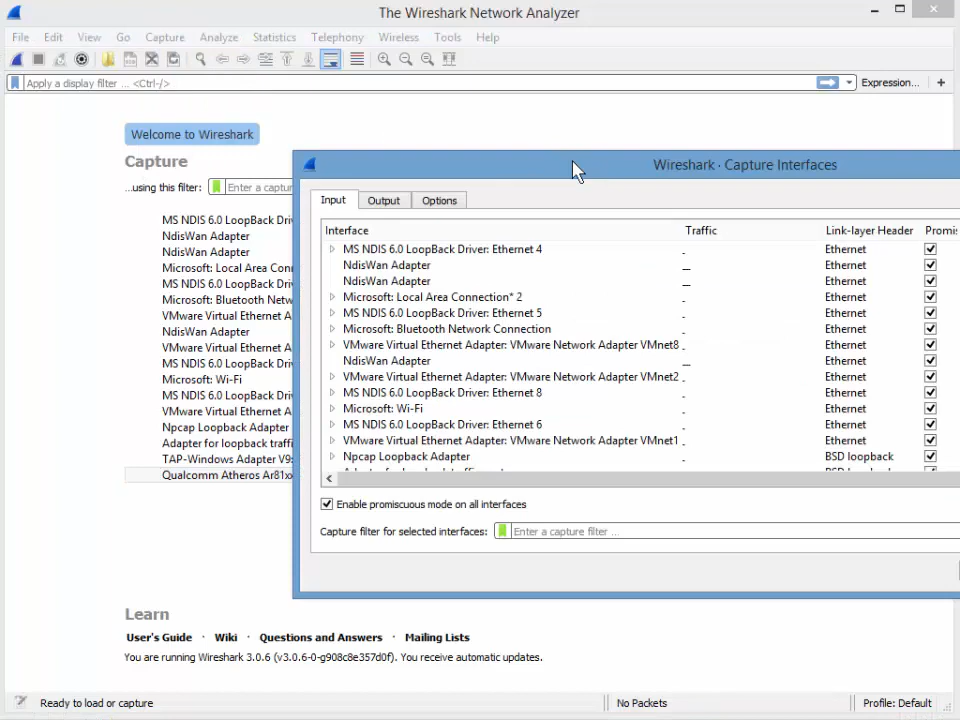 The Wireshark Network Analyzer
File Edit View Go Capture Analyze Statistics Telephony Wireless Tools Help
Apply a display filter ... <Ctrl-/> Expression... +
Welcome to Wireshark
Capture
...using this filter: Enter a captur
MS NDIS 6.0 LoopBack Driv
NdisWan Adapter
NdisWan Adapter
Microsoft: Local Area Conn
MS NDIS 6.0 LoopBack Driv
Microsoft: Bluetooth Netw
VMware Virtual Ethernet A
NdisWan Adapter
VMware Virtual Ethernet A
MS NDIS 6.0 LoopBack Driv
Microsoft: Wi-Fi
MS NDIS 6.0 LoopBack Driv
VMware Virtual Ethernet A
Npcap Loopback Adapter
Adapter for loopback traffi
TAP-Windows Adapter V9:
Qualcomm Atheros Ar81xx
Wireshark · Capture Interfaces
Input Output Options
Interface Traffic Link-layer Header Promis
MS NDIS 6.0 LoopBack Driver: Ethernet 4 Ethernet
NdisWan Adapter Ethernet
NdisWan Adapter Ethernet
Microsoft: Local Area Connection* 2 Ethernet
MS NDIS 6.0 LoopBack Driver: Ethernet 5 Ethernet
Microsoft: Bluetooth Network Connection Ethernet
VMware Virtual Ethernet Adapter: VMware Network Adapter VMnet8 Ethernet
NdisWan Adapter Ethernet
VMware Virtual Ethernet Adapter: VMware Network Adapter VMnet2 Ethernet
MS NDIS 6.0 LoopBack Driver: Ethernet 8 Ethernet
Microsoft: Wi-Fi Ethernet
MS NDIS 6.0 LoopBack Driver: Ethernet 6 Ethernet
VMware Virtual Ethernet Adapter: VMware Network Adapter VMnet1 Ethernet
Npcap Loopback Adapter BSD loopback
Enable promiscuous mode on all interfaces
Capture filter for selected interfaces: Enter a capture filter ...
Learn
User's Guide · Wiki · Questions and Answers · Mailing Lists
You are running Wireshark 3.0.6 (v3.0.6-0-g908c8e357d0f). You receive automatic updates.
Ready to load or capture No Packets Profile: Default